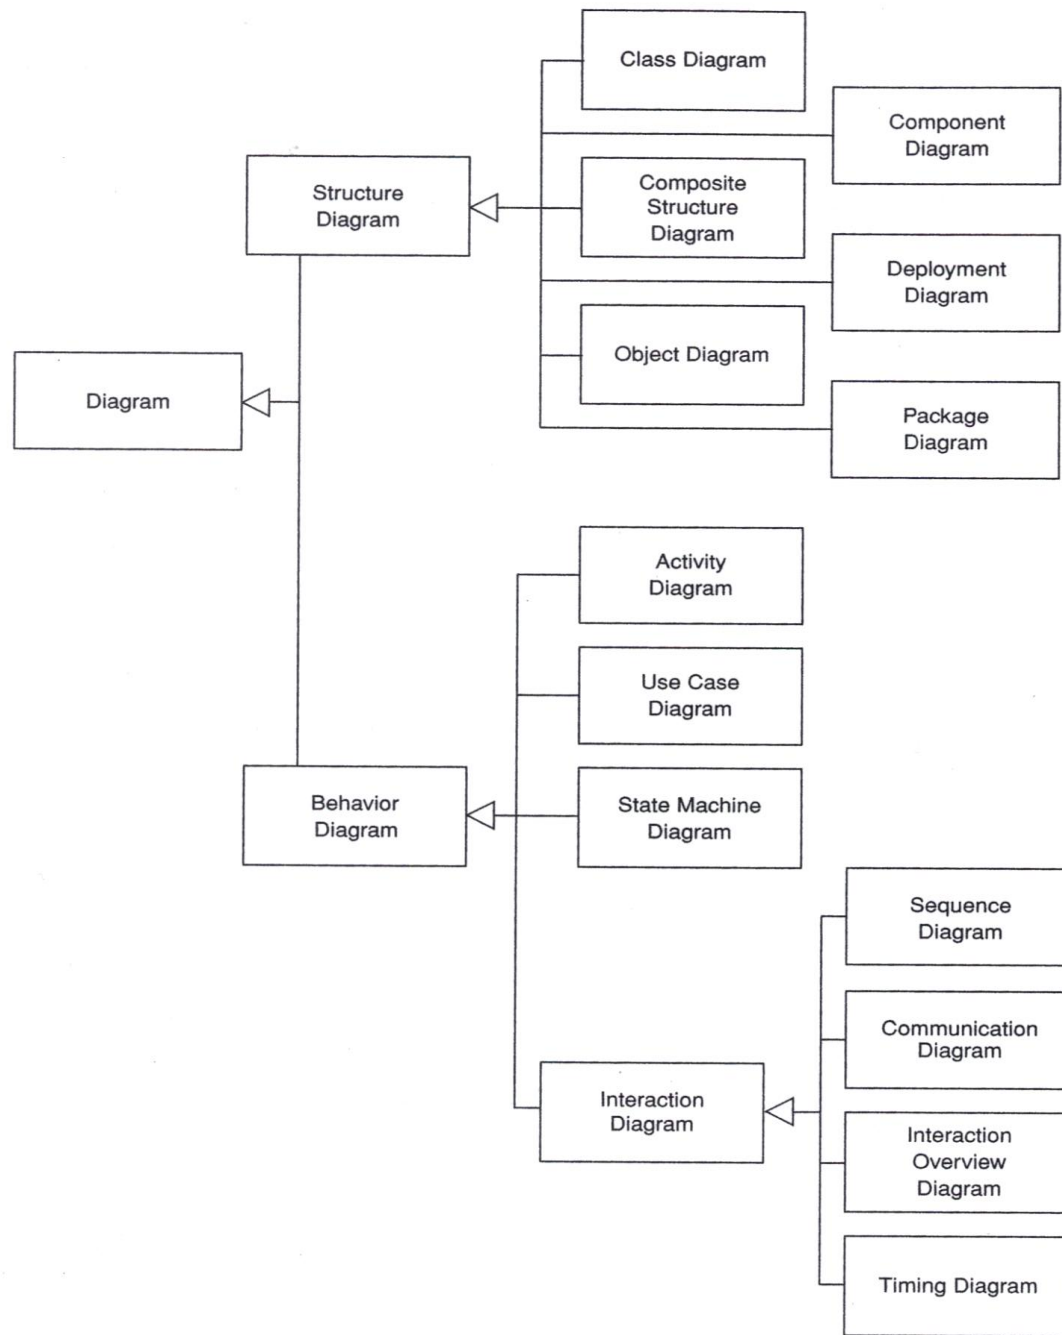 Class Diagram
Component
Diagram
Structure
Diagram
Composite
Structure
Diagram
Deployment
Diagram
Object Diagram
Diagram
Package
Diagram
Activity
Diagram
Use Case
Diagram
Behavior
Diagram
State Machine
Diagram
Sequence
Diagram
Communication
Diagram
Interaction
Diagram
Interaction
Overview
Diagram
Timing Diagram